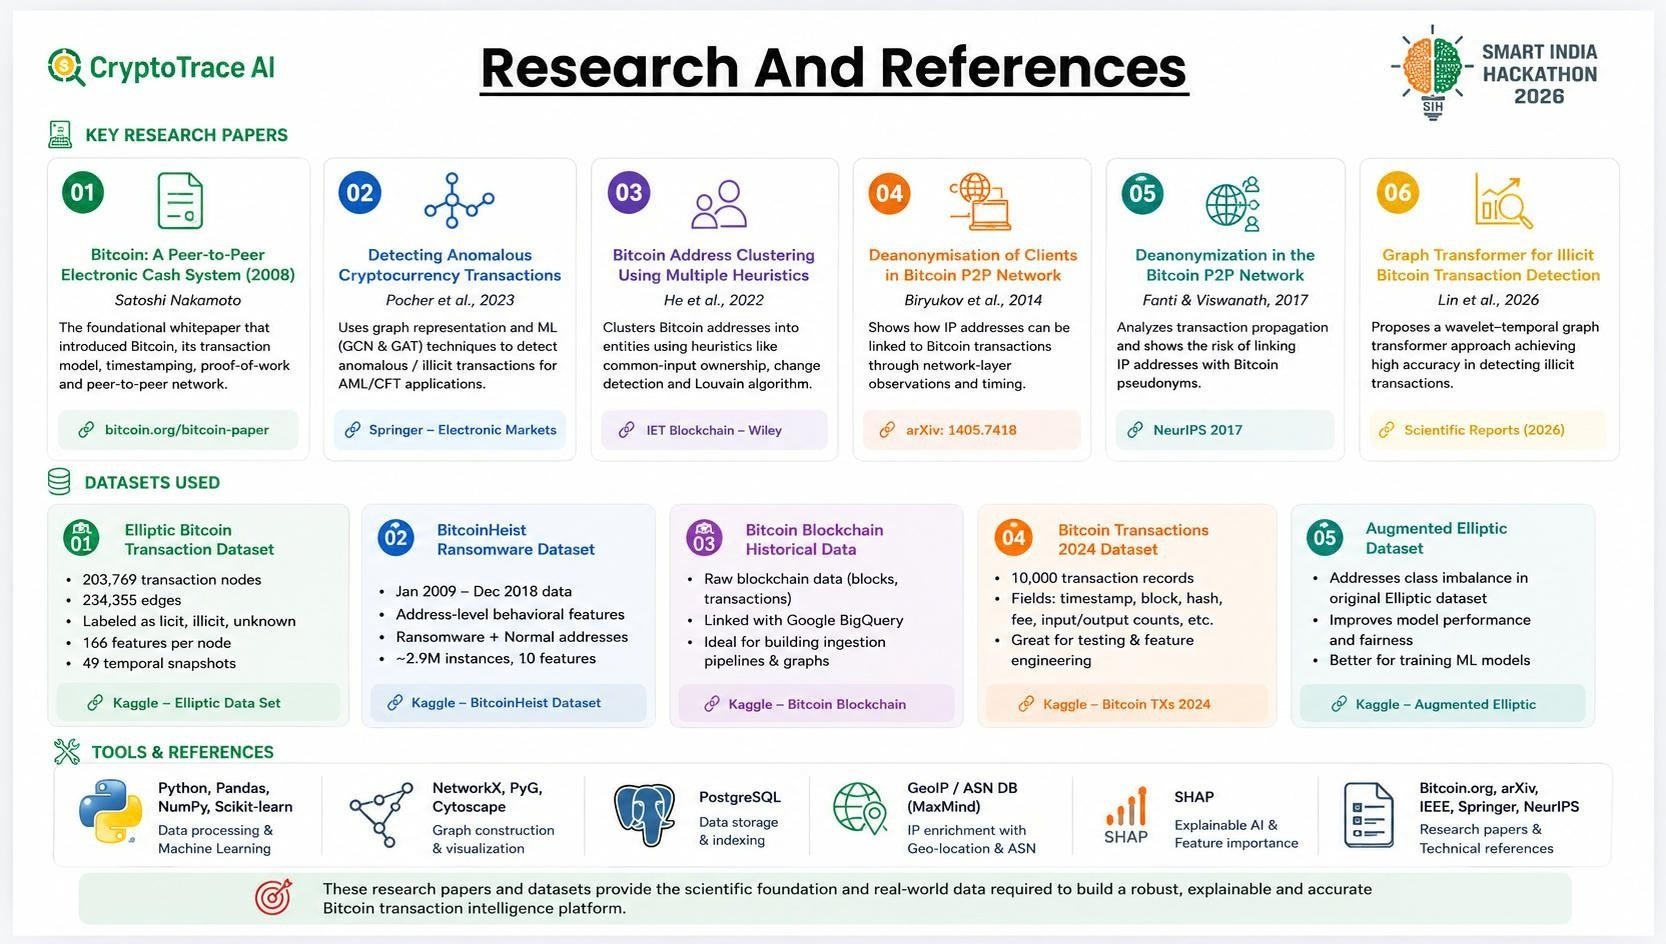 CryptoTrace AI
Research And References
SMART INDIA
HACKATHON
2026
SIH
KEY RESEARCH PAPERS
01
Bitcoin: A Peer-to-Peer
Electronic Cash System (2008)
Satoshi Nakamoto
The foundational whitepaper that
introduced Bitcoin, its transaction
model, timestamping, proof-of-work
and peer-to-peer network.
bitcoin.org/bitcoin-paper
02
Detecting Anomalous
Cryptocurrency Transactions
Pocher et al., 2023
Uses graph representation and ML
(GCN & GAT) techniques to detect
anomalous / illicit transactions for
AML/CFT applications.
Springer – Electronic Markets
03
Bitcoin Address Clustering
Using Multiple Heuristics
He et al., 2022
Clusters Bitcoin addresses into
entities using heuristics like
common-input ownership, change
detection and Louvain algorithm.
IET Blockchain – Wiley
04
Deanonymisation of Clients
in Bitcoin P2P Network
Biryukov et al., 2014
Shows how IP addresses can be
linked to Bitcoin transactions
through network-layer
observations and timing.
arXiv: 1405.7418
05
Deanonymization in the
Bitcoin P2P Network
Fanti & Viswanath, 2017
Analyzes transaction propagation
and shows the risk of linking
IP addresses with Bitcoin
pseudonyms.
NeurIPS 2017
06
Graph Transformer for Illicit
Bitcoin Transaction Detection
Lin et al., 2026
Proposes a wavelet–temporal graph
transformer approach achieving
high accuracy in detecting illicit
transactions.
Scientific Reports (2026)
DATASETS USED
01
Elliptic Bitcoin
Transaction Dataset
• 203,769 transaction nodes
• 234,355 edges
• Labeled as licit, illicit, unknown
• 166 features per node
• 49 temporal snapshots
Kaggle – Elliptic Data Set
02
BitcoinHeist
Ransomware Dataset
• Jan 2009 – Dec 2018 data
• Address-level behavioral features
• Ransomware + Normal addresses
• ~2.9M instances, 10 features
Kaggle – BitcoinHeist Dataset
03
Bitcoin Blockchain
Historical Data
• Raw blockchain data (blocks,
transactions)
• Linked with Google BigQuery
• Ideal for building ingestion
pipelines & graphs
Kaggle – Bitcoin Blockchain
04
Bitcoin Transactions
2024 Dataset
• 10,000 transaction records
• Fields: timestamp, block, hash,
fee, input/output counts, etc.
• Great for testing & feature
engineering
Kaggle – Bitcoin TXs 2024
05
Augmented Elliptic
Dataset
• Addresses class imbalance in
original Elliptic dataset
• Improves model performance
and fairness
• Better for training ML models
Kaggle – Augmented Elliptic
TOOLS & REFERENCES
Python, Pandas,
NumPy, Scikit-learn
Data processing &
Machine Learning
NetworkX, PyG,
Cytoscape
Graph construction
& visualization
PostgreSQL
Data storage
& indexing
GeoIP / ASN DB
(MaxMind)
IP enrichment with
Geo-location & ASN
SHAP
SHAP
Explainable AI &
Feature importance
Bitcoin.org, arXiv,
IEEE, Springer, NeurIPS
Research papers &
Technical references
These research papers and datasets provide the scientific foundation and real-world data required to build a robust, explainable and accurate
Bitcoin transaction intelligence platform.